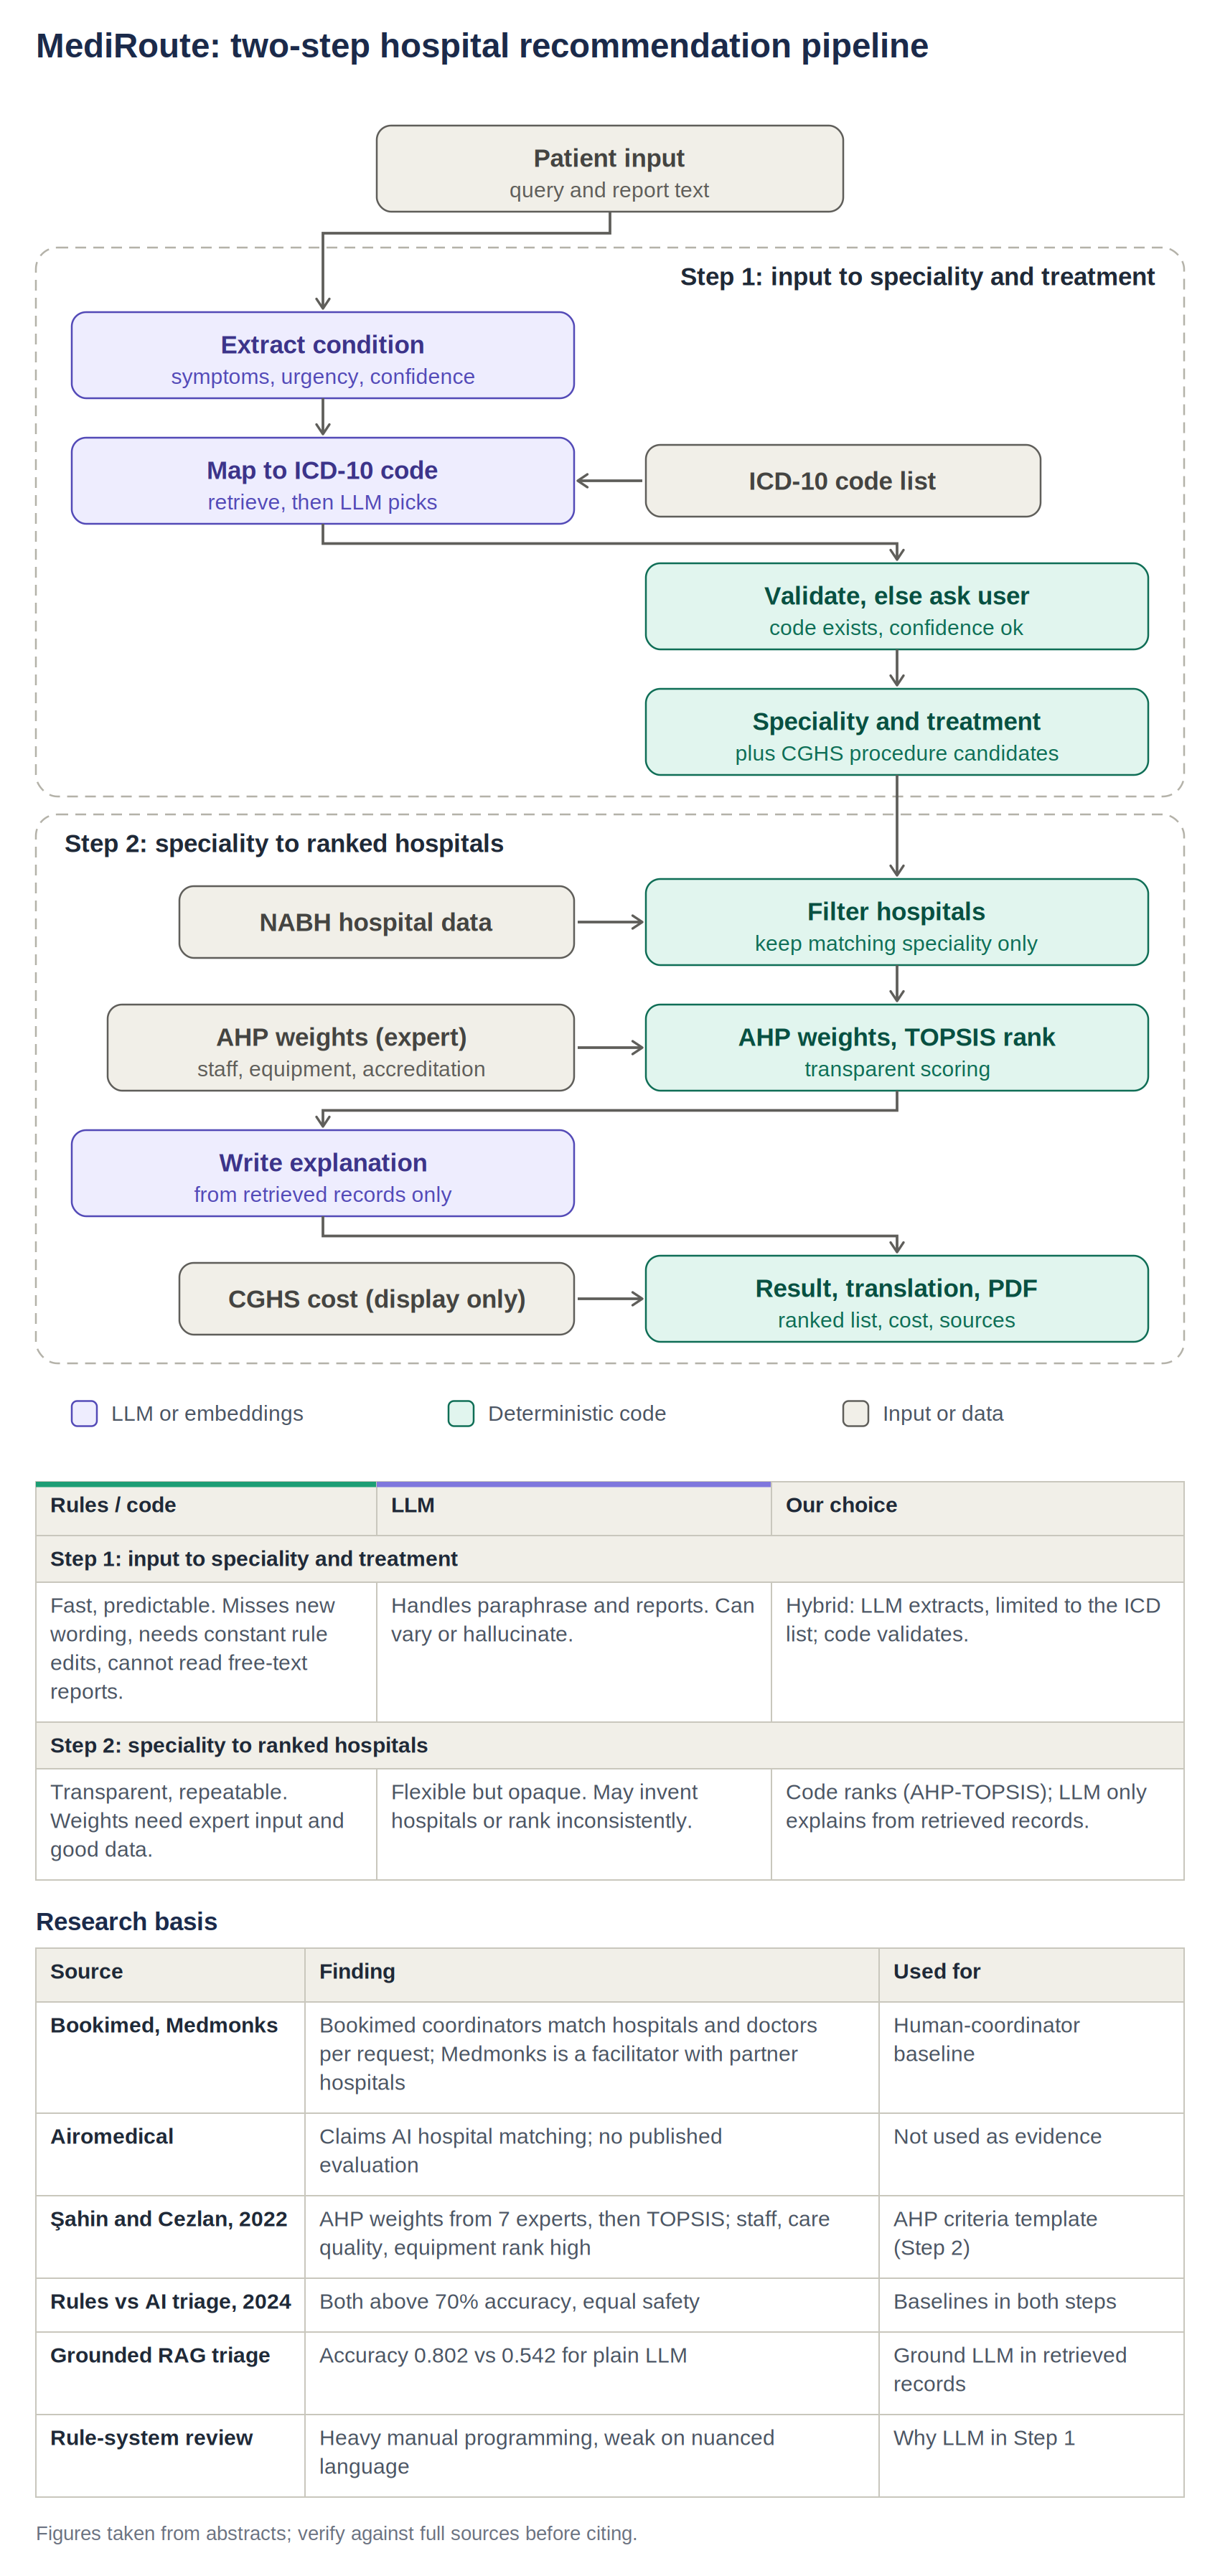 MediRoute: two-step hospital recommendation pipeline
Patient input
query and report text
Step 1: input to speciality and treatment
Extract condition
symptoms, urgency, confidence
Map to ICD-10 code
retrieve, then LLM picks
ICD-10 code list
Validate, else ask user
code exists, confidence ok
Speciality and treatment
plus CGHS procedure candidates
Step 2: speciality to ranked hospitals
NABH hospital data
Filter hospitals
keep matching speciality only
AHP weights (expert)
staff, equipment, accreditation
AHP weights, TOPSIS rank
transparent scoring
Write explanation
from retrieved records only
CGHS cost (display only)
Result, translation, PDF
ranked list, cost, sources
LLM or embeddings
Deterministic code
Input or data
Rules / code
LLM
Our choice
Step 1: input to speciality and treatment
Fast, predictable. Misses new
wording, needs constant rule
edits, cannot read free-text
reports.
Handles paraphrase and reports. Can
vary or hallucinate.
Hybrid: LLM extracts, limited to the ICD
list; code validates.
Step 2: speciality to ranked hospitals
Transparent, repeatable.
Weights need expert input and
good data.
Flexible but opaque. May invent
hospitals or rank inconsistently.
Code ranks (AHP-TOPSIS); LLM only
explains from retrieved records.
Research basis
Source
Finding
Used for
Bookimed, Medmonks
Bookimed coordinators match hospitals and doctors
per request; Medmonks is a facilitator with partner
hospitals
Human-coordinator
baseline
Airomedical
Claims AI hospital matching; no published
evaluation
Not used as evidence
Şahin and Cezlan, 2022
AHP weights from 7 experts, then TOPSIS; staff, care
quality, equipment rank high
AHP criteria template
(Step 2)
Rules vs AI triage, 2024
Both above 70% accuracy, equal safety
Baselines in both steps
Grounded RAG triage
Accuracy 0.802 vs 0.542 for plain LLM
Ground LLM in retrieved
records
Rule-system review
Heavy manual programming, weak on nuanced
language
Why LLM in Step 1
Figures taken from abstracts; verify against full sources before citing.